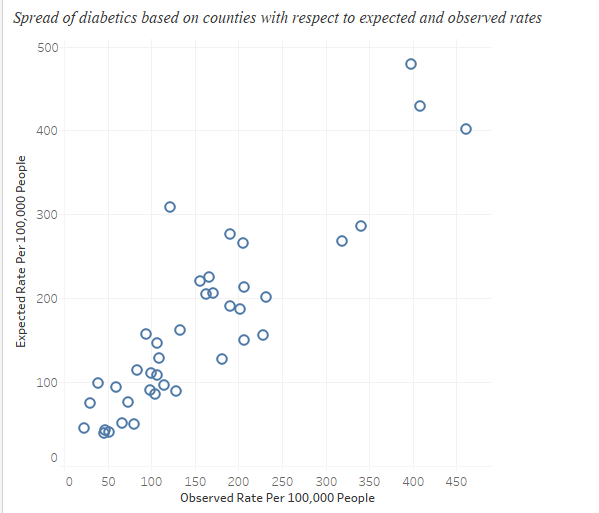 Spread of diabetics based on counties with respect to expected and observed rates
500
400
300
200
100
0
Expected Rate Per 100,000 People
0 50 100 150 200 250 300 350 400 450
Observed Rate Per 100,000 People